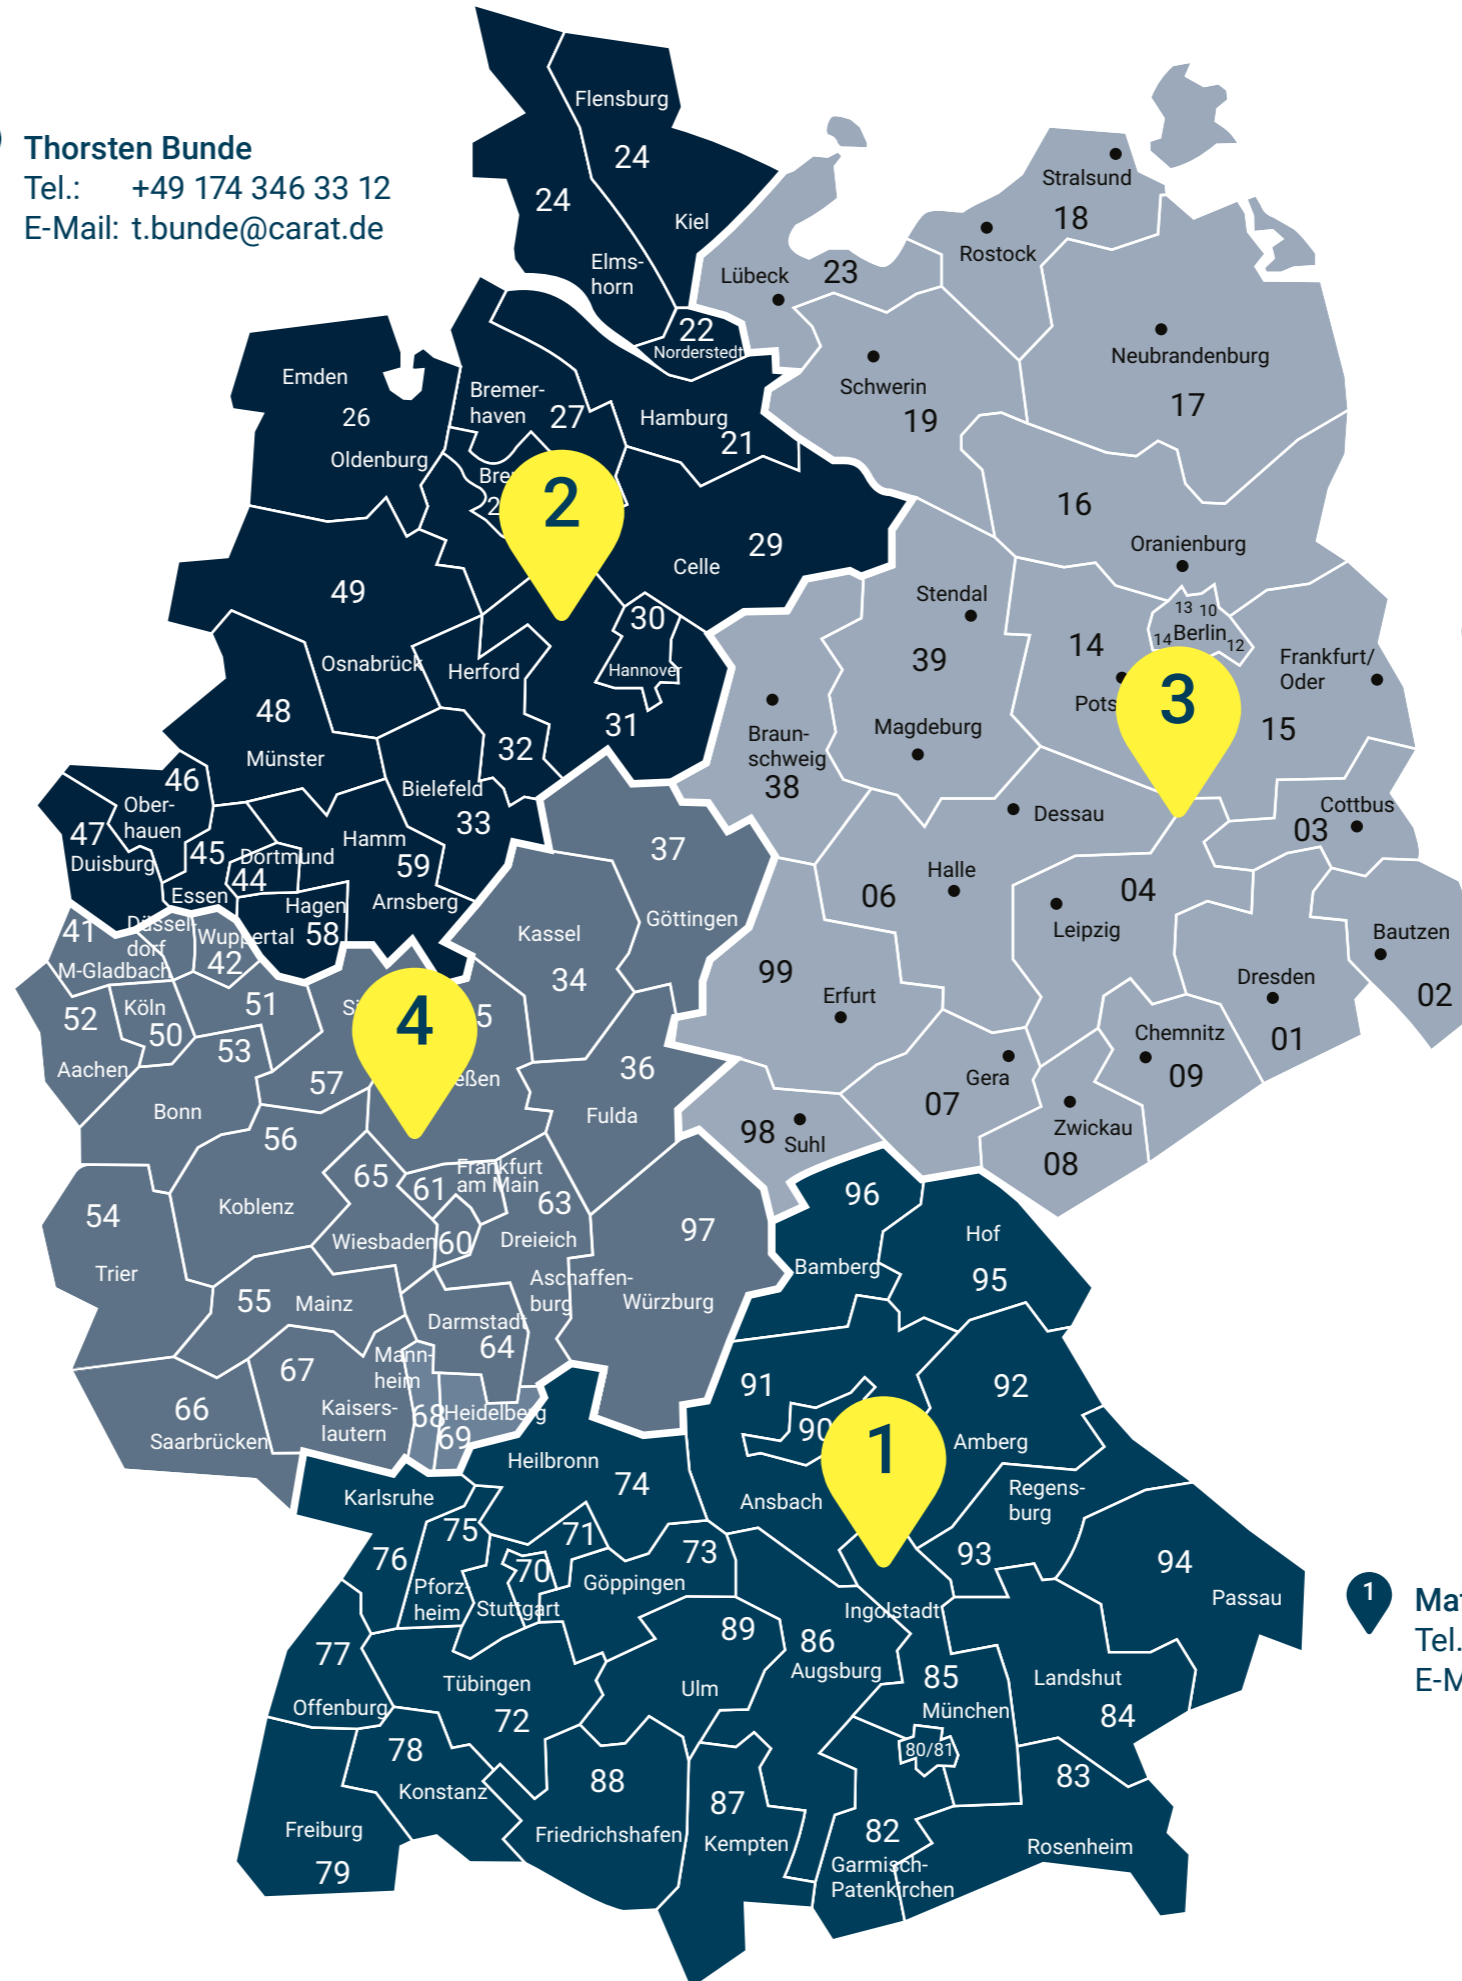 Thorsten Bunde
Tel.: +49 174 346 33 12
E-Mail: t.bunde@carat.de
Flensburg
24
24
Kiel
Elms-
horn
22
Norderstedt
Stralsund
18
Rostock
Lübeck
23
Neubrandenburg
17
Schwerin
19
Emden
26
Oldenburg
Bremer-
haven
27
Hamburg
21
2
16
Oranienburg
29
Celle
49
Osnabrück
Herford
30
Hannover
31
32
Stendal
39
Magdeburg
14
13 10
14 Berlin 12
3
Frankfurt/
Oder
15
48
Münster
Braun-
schweig
38
46
Ober-
hauen
47
Duisburg
45
Essen
Dortmund
44
Bielefeld
33
Hamm
59
Arnsberg
Hagen
58
37
Göttingen
Dessau
Halle
06
04
Leipzig
Cottbus
03
Bautzen
02
Dresden
01
41
M-Gladbach
Düssel-
dorf
Wuppertal
42
Kassel
34
99
Erfurt
52
Aachen
Köln
50
51
53
Bonn
57
4
36
Fulda
Gera
07
Chemnitz
09
Zwickau
08
98
Suhl
56
Koblenz
65
Wiesbaden
61
Frankfurt
am Main
60
63
Dreieich
97
Würzburg
Aschaffen-
burg
54
Trier
55
Mainz
Darmstadt
64
96
Bamberg
Hof
95
66
Saarbrücken
67
Kaisers-
lautern
Mann-
heim
68
Heidelberg
69
91
90
1
Ansbach
92
Amberg
Regens-
burg
93
94
Passau
Heilbronn
74
Karlsruhe
76
75
Pforz-
heim
71
70
Stuttgart
73
Göppingen
Ingolstadt
1
Tel.
77
Offenburg
Tübingen
72
89
Ulm
86
Augsburg
85
München
80/81
Landshut
84
78
Konstanz
88
Friedrichshafen
87
Kempten
82
Garmisch-
Patenkirchen
83
Rosenheim
Freiburg
79